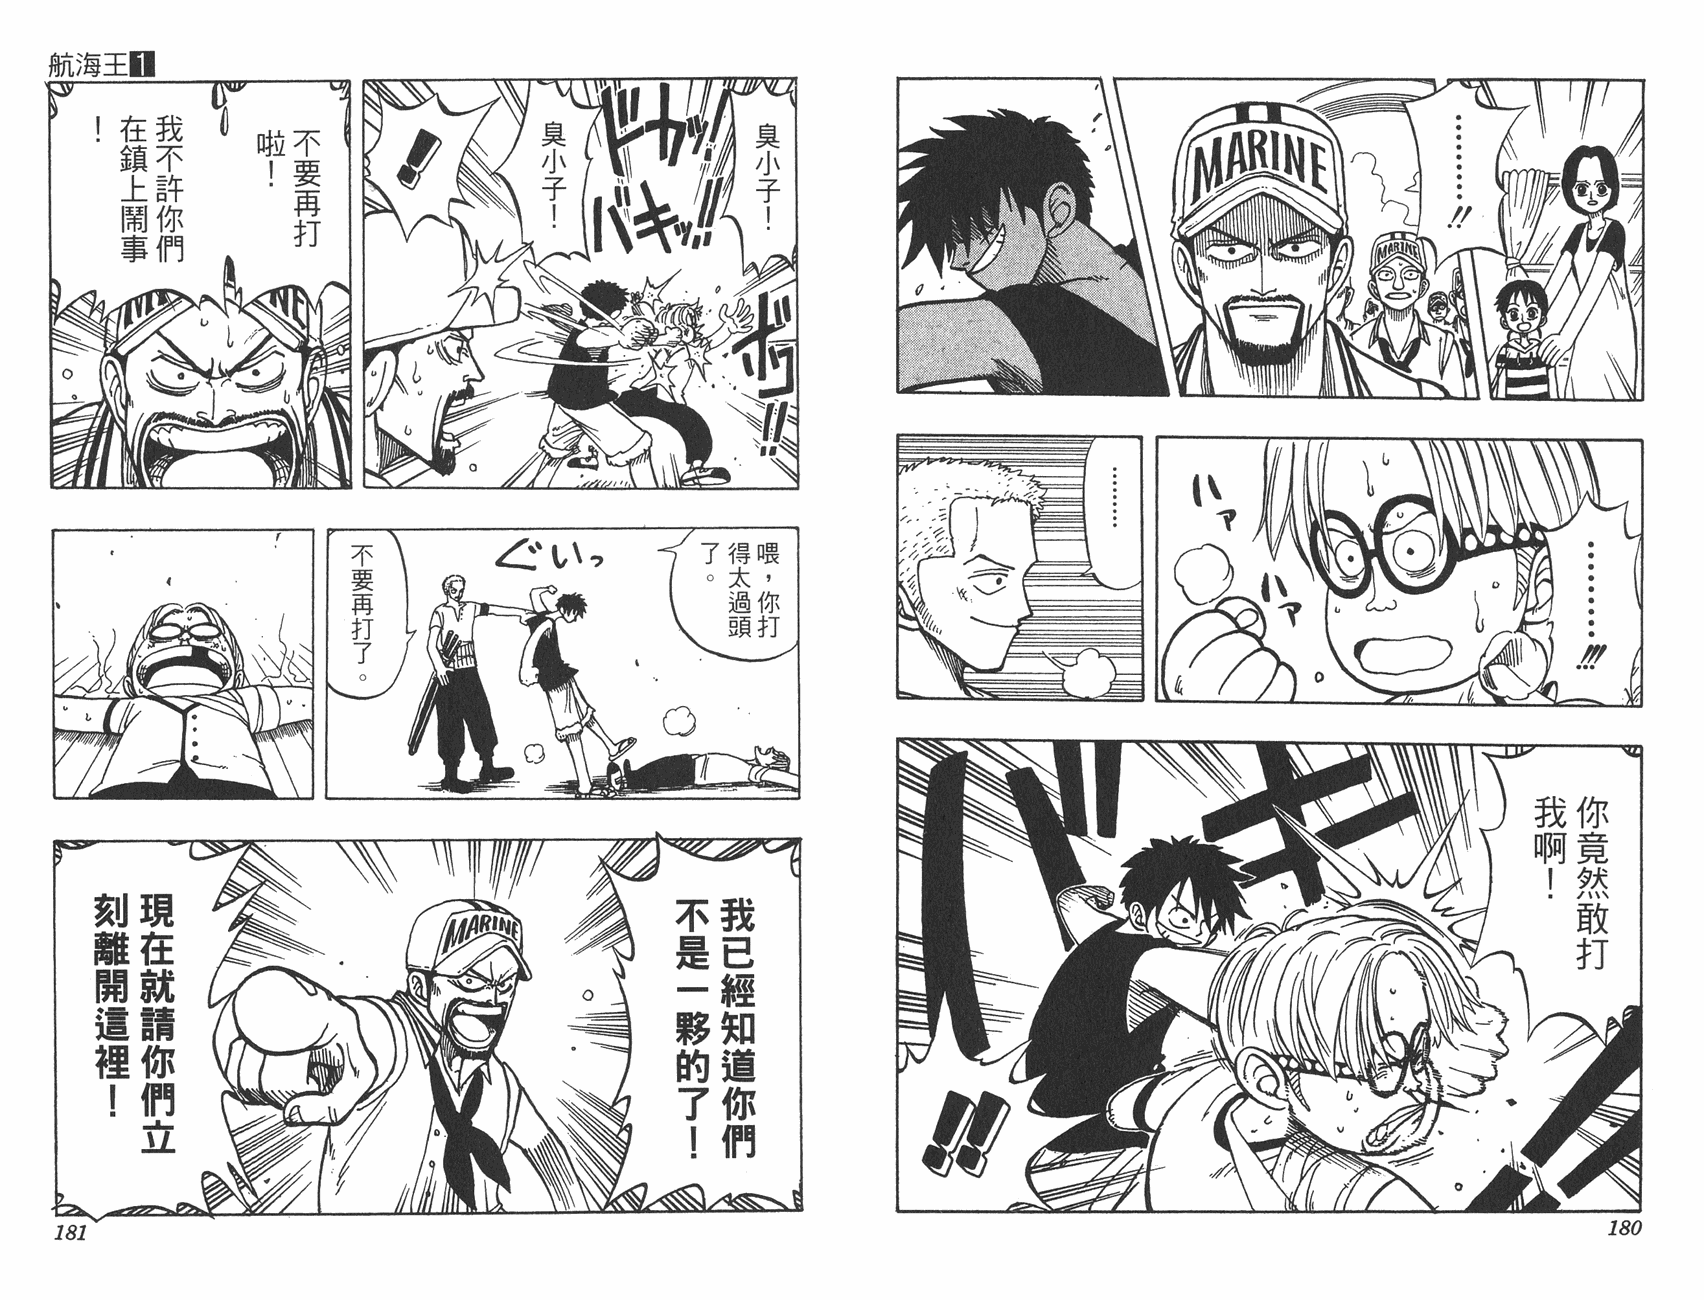 MARINE
MARINE
………!!
………
………!!!
ハァ
ハァ
你竟然敢打
我啊！
!!
航海王1
臭小子！
ドカッ
バキッ!!
ボコ!!
臭小子！
!!
不要再打
啦！
我不許你們
在鎮上鬧事
！
喂，你打
得太過頭
了。
ぐいっ
不要再打了。
我已經知道你們
不是一夥的了！
MARINE
現在就請你們立
刻離開這裡！
181
180